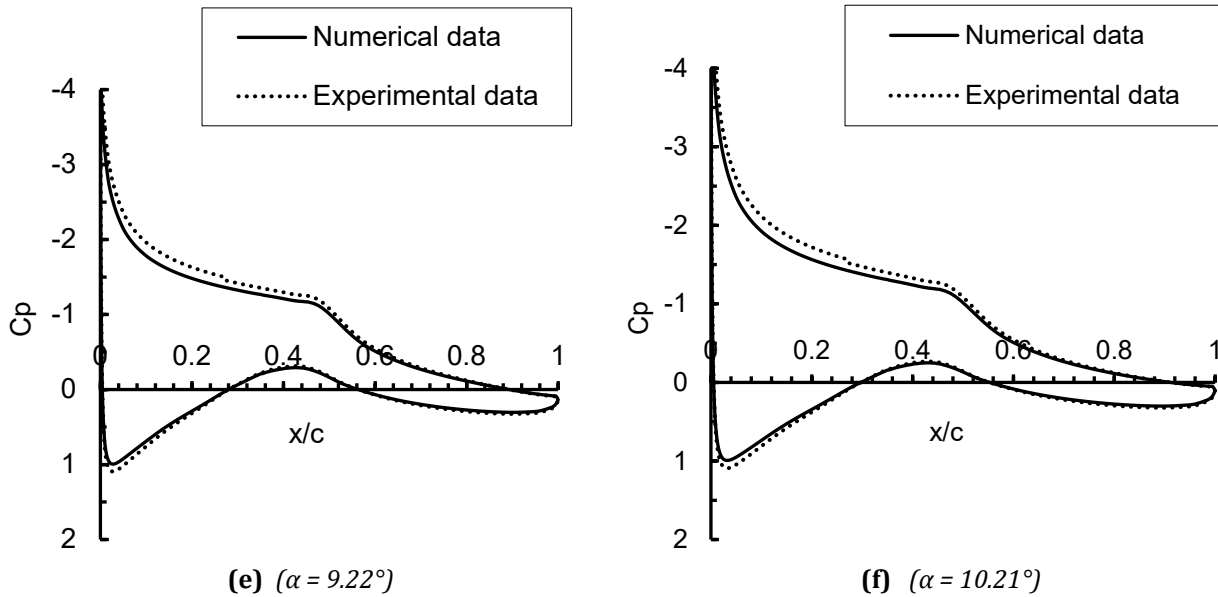 Numerical data
Experimental data
-4
-3
-2
-1
0
1
2
Cp
0
0.2
0.4
0.6
0.8
1
x/c
(e) (α = 9.22°)
Numerical data
Experimental data
-4
-3
-2
-1
0
1
2
Cp
0
0.2
0.4
0.6
0.8
1
x/c
(f) (α = 10.21°)